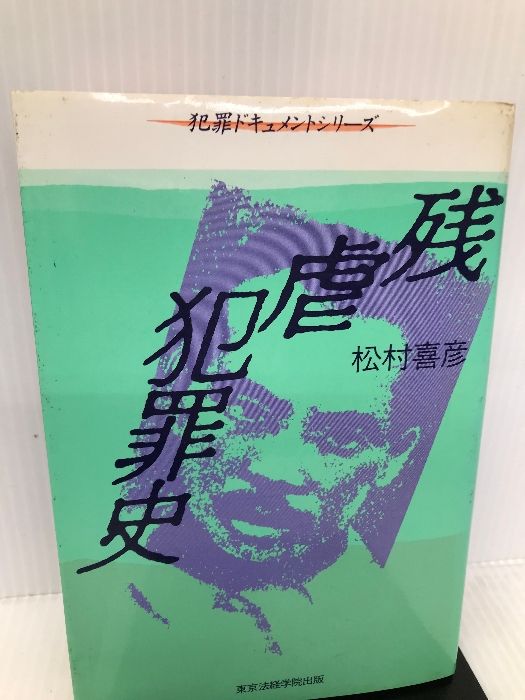 犯罪ドキュメントシリーズ
残虐犯罪史
松村喜彦
東京法経学院出版